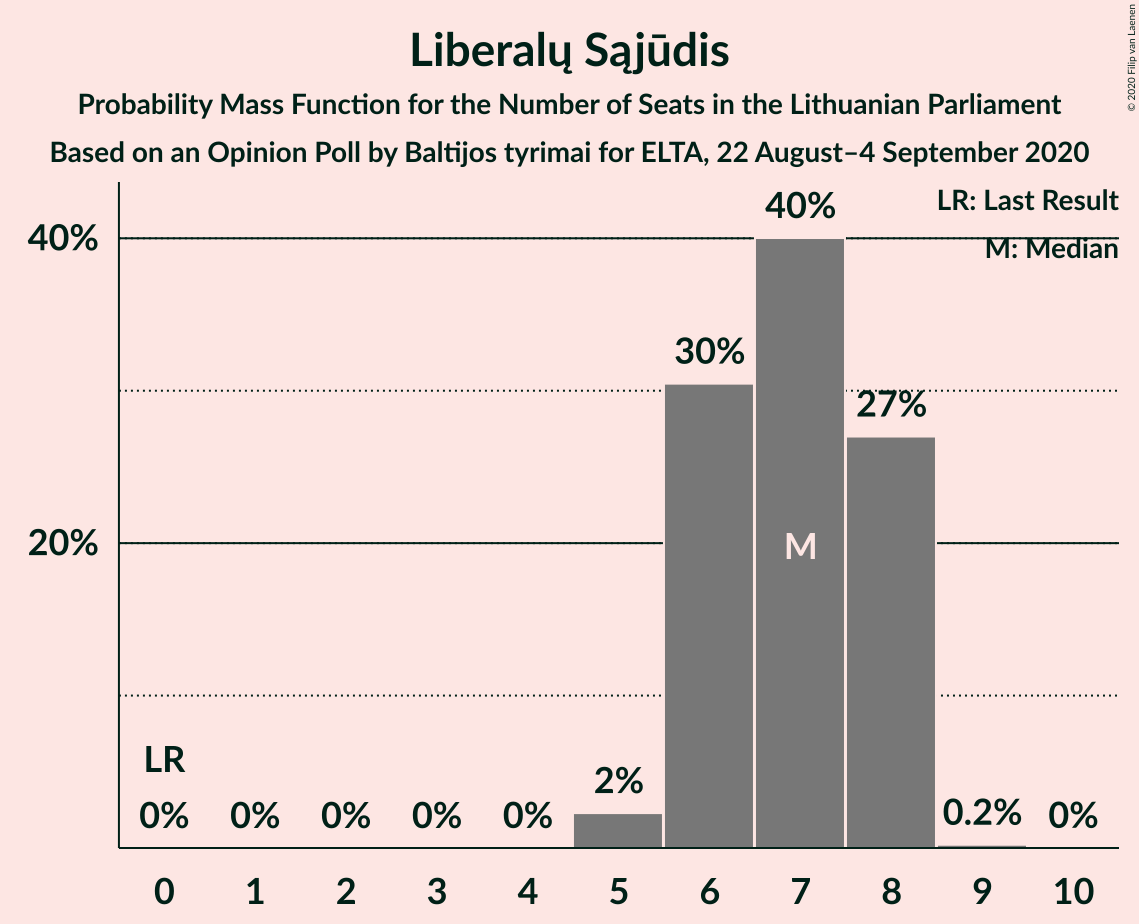 Liberalų Sąjūdis
Probability Mass Function for the Number of Seats in the Lithuanian Parliament
Based on an Opinion Poll by Baltijos tyrimai for ELTA, 22 August–4 September 2020
© 2020 Filip van Laenen
LR: Last Result
M: Median
40%
20%
LR
0%
0%
0%
0%
0%
2%
30%
40%
27%
0.2%
0%
M
0 1 2 3 4 5 6 7 8 9 10